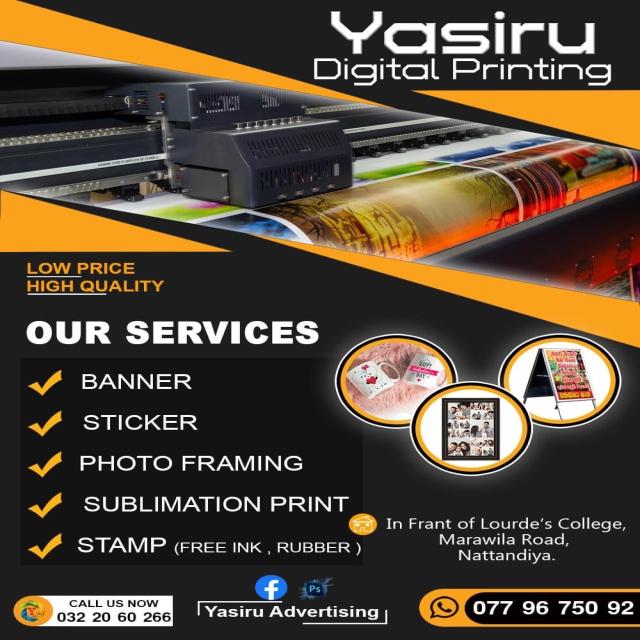 Yasiru
Digital Printing
LOW PRICE
HIGH QUALITY
OUR SERVICES
BANNER
STICKER
PHOTO FRAMING
SUBLIMATION PRINT
STAMP (FREE INK , RUBBER )
In Frant of Lourde's College,
Marawila Road,
Nattandiya.
CALL US NOW
032 20 60 266
Ps
Yasiru Advertising
077 96 750 92